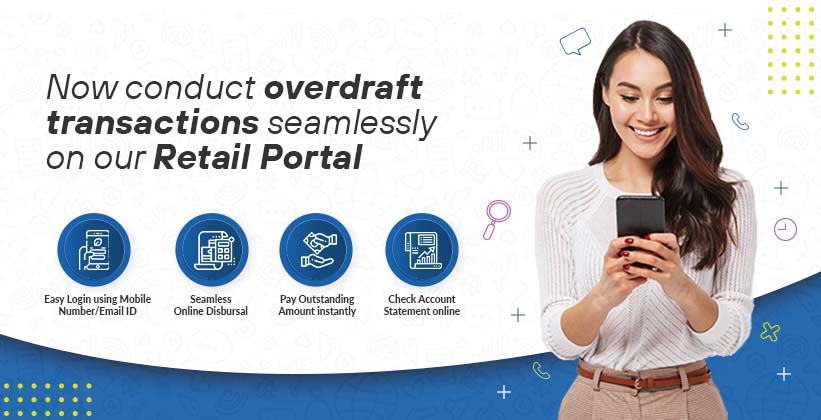 Now conduct overdraft
transactions seamlessly
on our Retail Portal
Easy Login using Mobile
Number/Email ID
Seamless
Online Disbursal
Pay Outstanding
Amount instantly
Check Account
Statement online